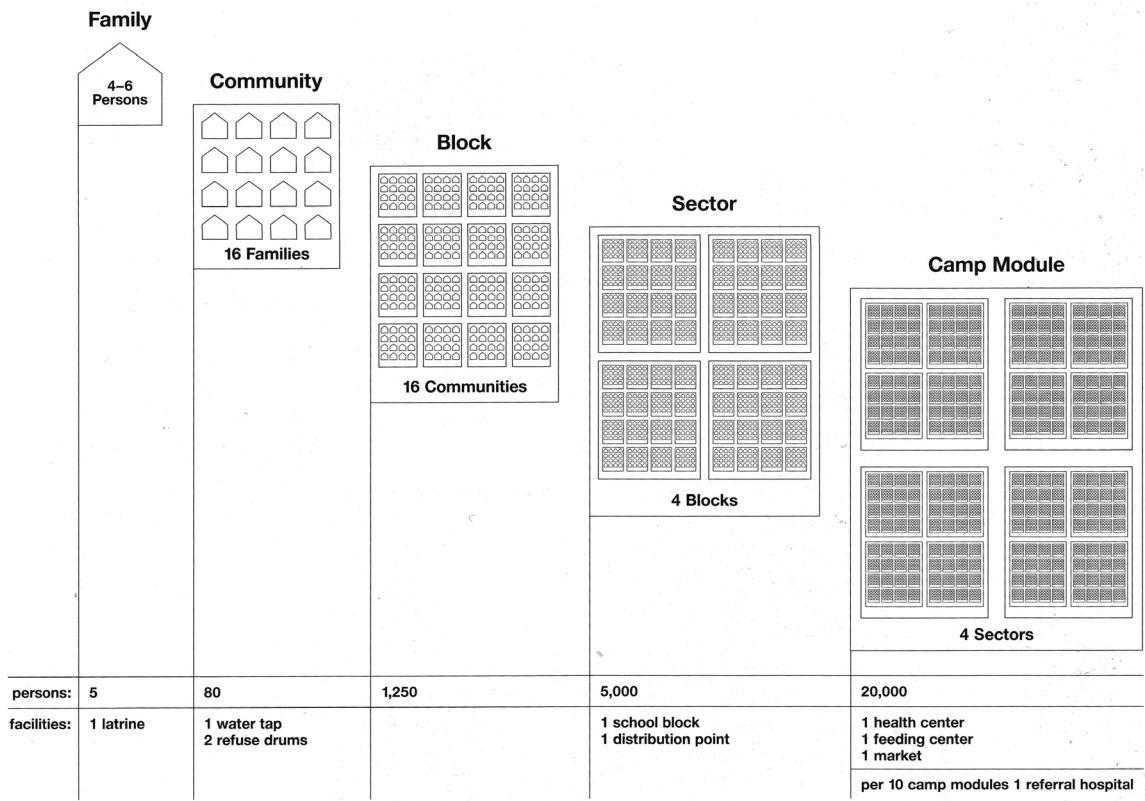 Family
4–6
Persons
Community
16 Families
Block
16 Communities
Sector
4 Blocks
Camp Module
4 Sectors
persons: 5 80 1,250 5,000 20,000
facilities: 1 latrine 1 water tap 1 school block 1 health center
2 refuse drums 1 distribution point 1 feeding center
1 market
per 10 camp modules 1 referral hospital